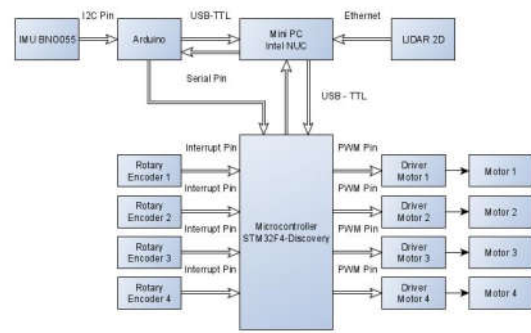 I2C Pin
USB-TTL
Ethernet
IMU BNO055
Arduino
Mini PC
Intel NUC
LIDAR 2D
Serial Pin
USB - TTL
Interrupt Pin
PWM Pin
Rotary
Encoder 1
Driver
Motor 1
Motor 1
Interrupt Pin
PWM Pin
Rotary
Encoder 2
Driver
Motor 2
Motor 2
Microcontroller
STM32F4-Discovery
Interrupt Pin
PWM Pin
Rotary
Encoder 3
Driver
Motor 3
Motor 3
Interrupt Pin
PWM Pin
Rotary
Encoder 4
Driver
Motor 4
Motor 4